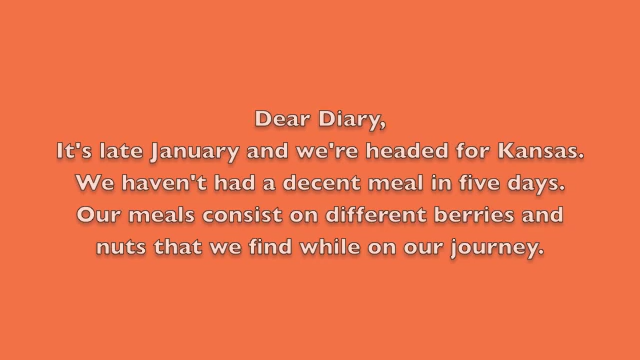 Dear Diary,
It's late January and we're headed for Kansas.
We haven't had a decent meal in five days.
Our meals consist on different berries and
nuts that we find while on our journey.